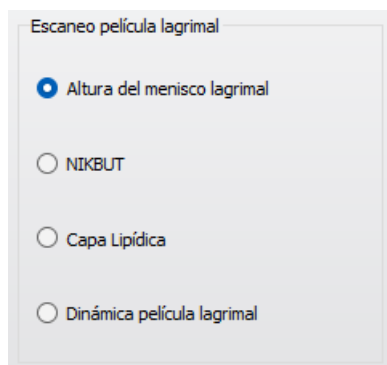 Escaneo película lagrimal
Altura del menisco lagrimal
NIKBUT
Capa Lipídica
Dinámica película lagrimal